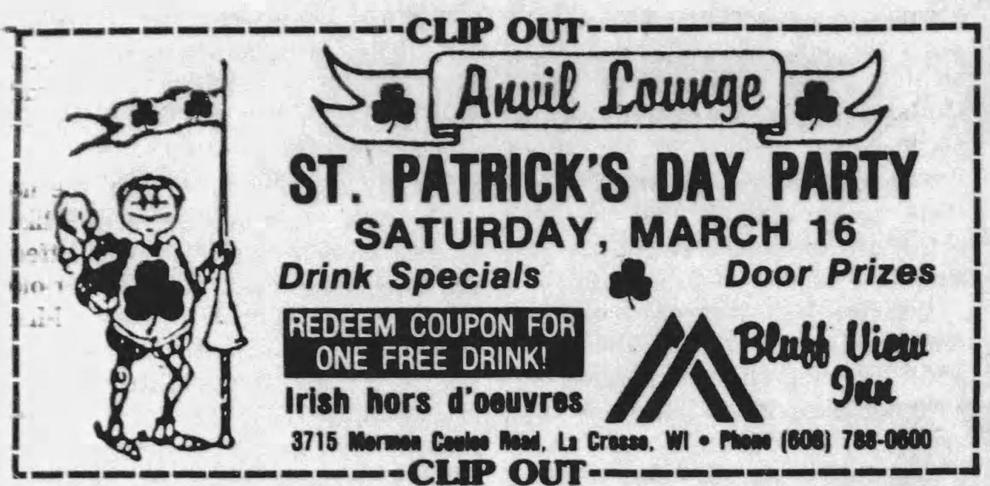 CLIP OUT
Anvil Lounge
ST. PATRICK'S DAY PARTY
SATURDAY, MARCH 16
Drink Specials Door Prizes
REDEEM COUPON FOR
ONE FREE DRINK!
Irish hors d'oeuvres
Bluff View
Inn
3715 Mormon Coulee Road, La Crosse, WI • Phone (608) 788-0600
CLIP OUT